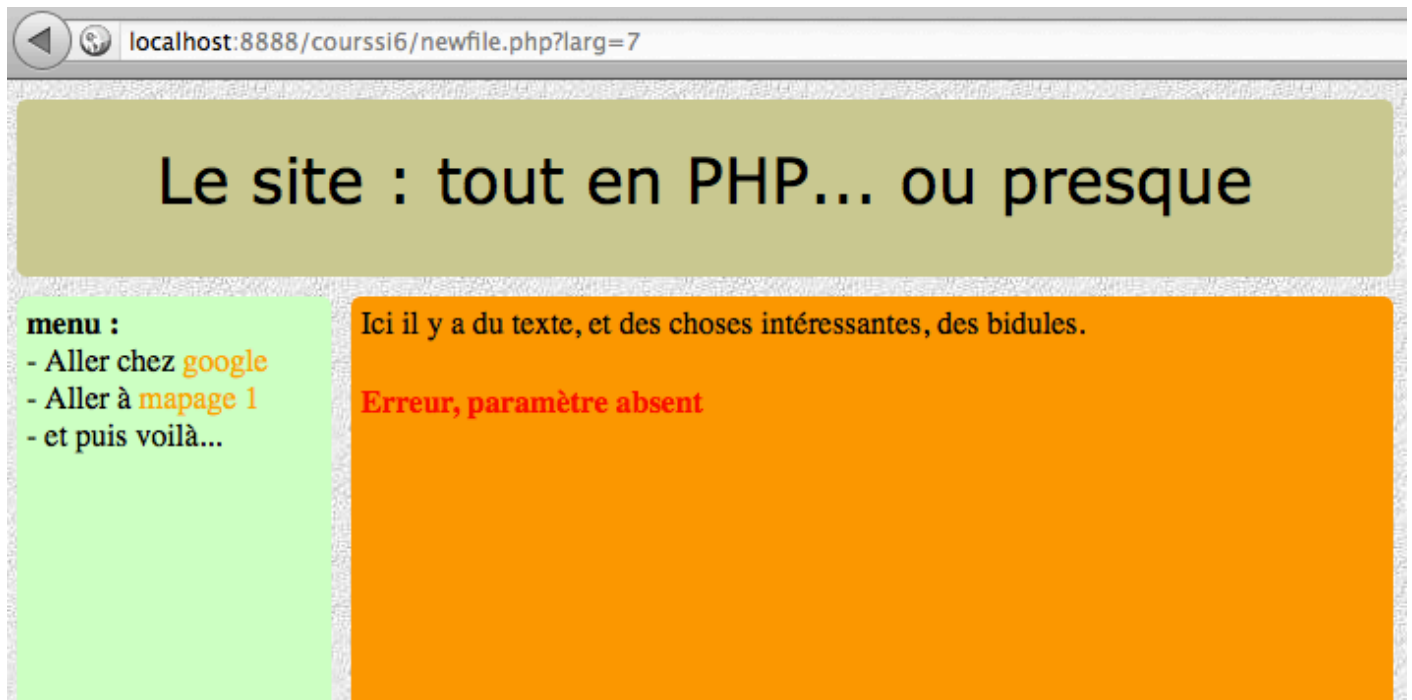 localhost:8888/courssi6/newfile.php?larg=7
Le site : tout en PHP... ou presque
menu :
- Aller chez google
- Aller à mapage 1
- et puis voilà...
Ici il y a du texte, et des choses intéressantes, des bidules.
Erreur, paramètre absent